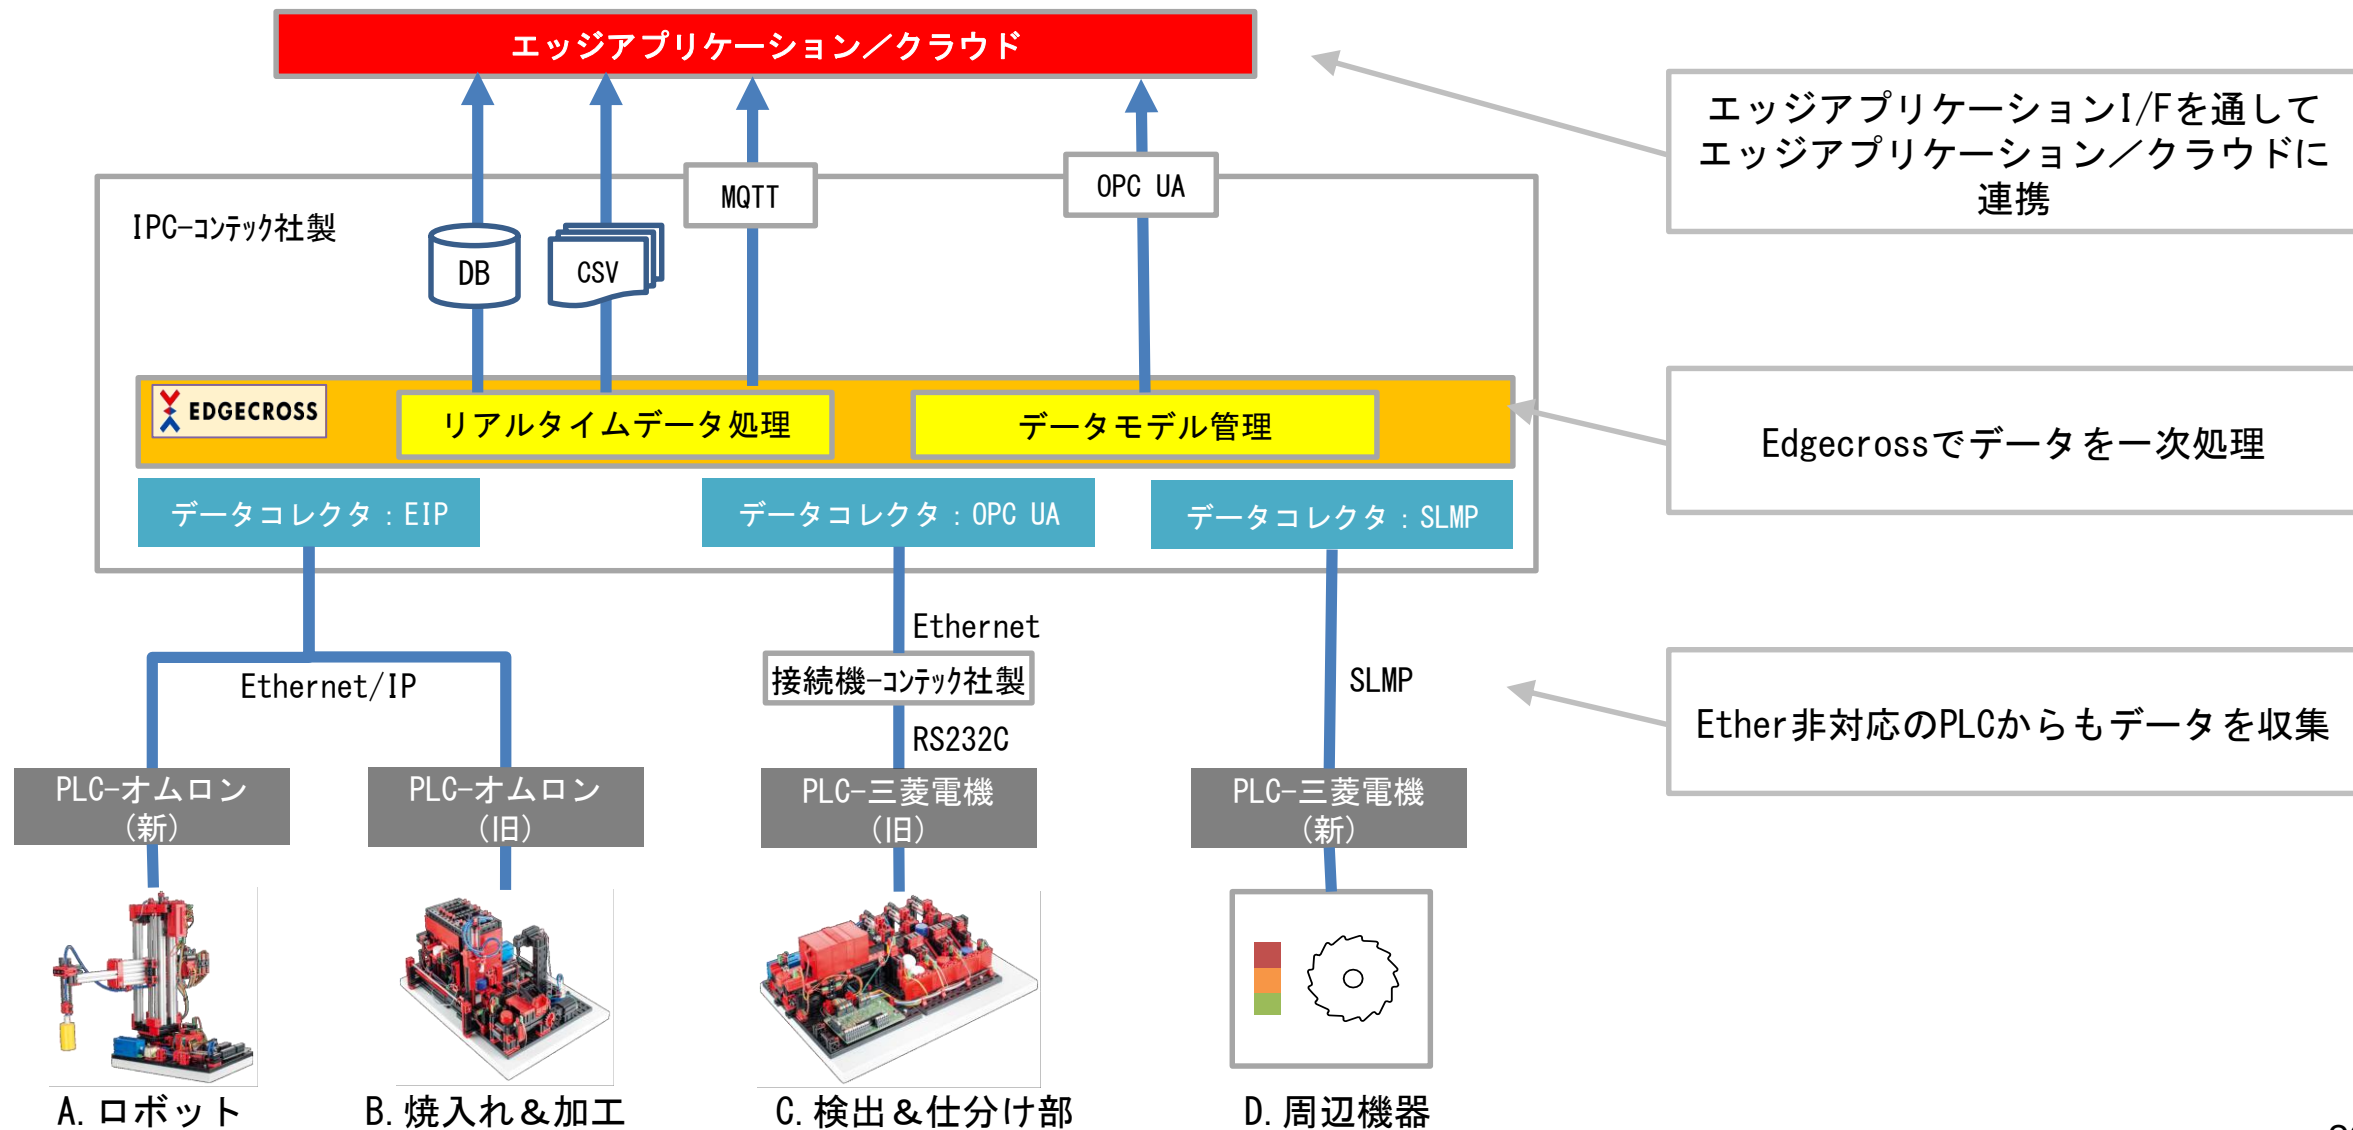 エッジアプリケーション／クラウド
エッジアプリケーションI/Fを通して
エッジアプリケーション／クラウドに
連携
MQTT
OPC UA
IPC-ｺﾝﾃｯｸ社製
DB
CSV
EDGECROSS
リアルタイムデータ処理
データモデル管理
Edgecrossでデータを一次処理
データコレクタ：EIP
データコレクタ：OPC UA
データコレクタ：SLMP
Ethernet
Ethernet/IP
接続機-ｺﾝﾃｯｸ社製
SLMP
RS232C
Ether非対応のPLCからもデータを収集
PLC-オムロン
（新）
PLC-オムロン
（旧）
PLC-三菱電機
（旧）
PLC-三菱電機
（新）
A.ロボット
B.焼入れ＆加工
C.検出＆仕分け部
D.周辺機器